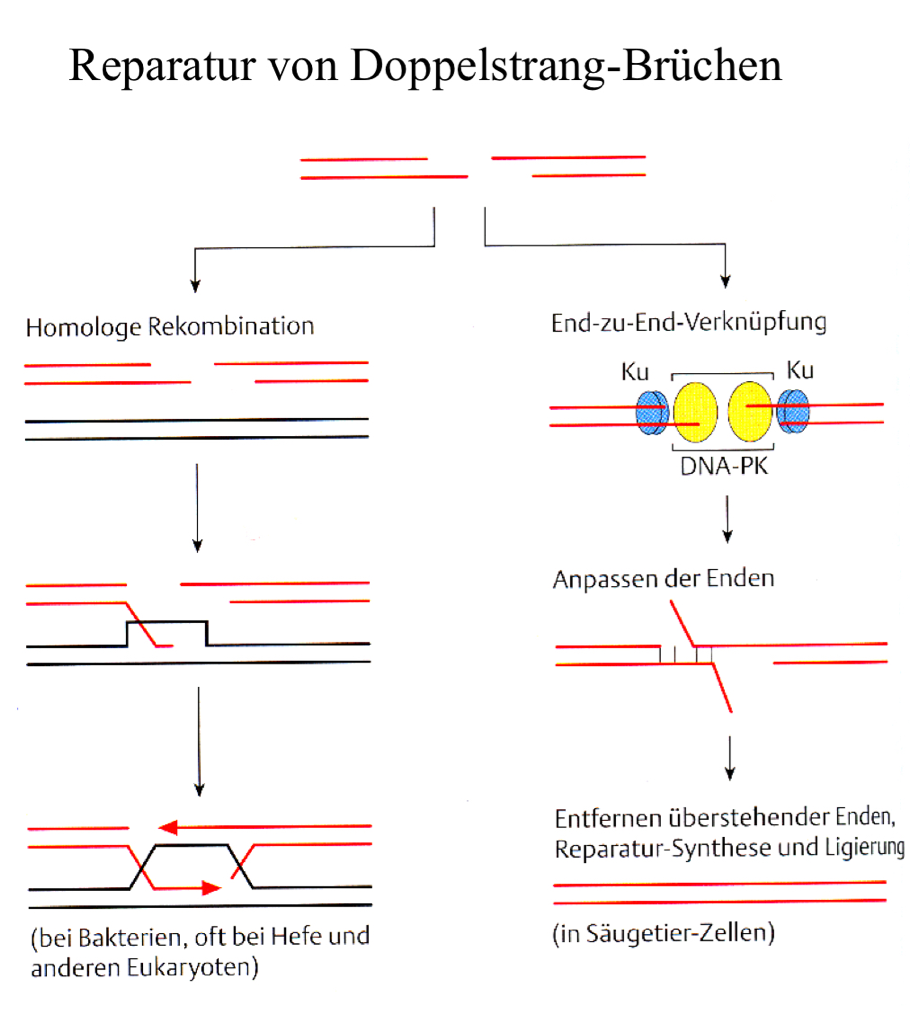 Reparatur von Doppelstrang-Brüchen
Homologe Rekombination
(bei Bakterien, oft bei Hefe und
anderen Eukaryoten)
End-zu-End-Verknüpfung
Ku
Ku
DNA-PK
Anpassen der Enden
Entfernen überstehender Enden,
Reparatur-Synthese und Ligierung
(in Säugetier-Zellen)